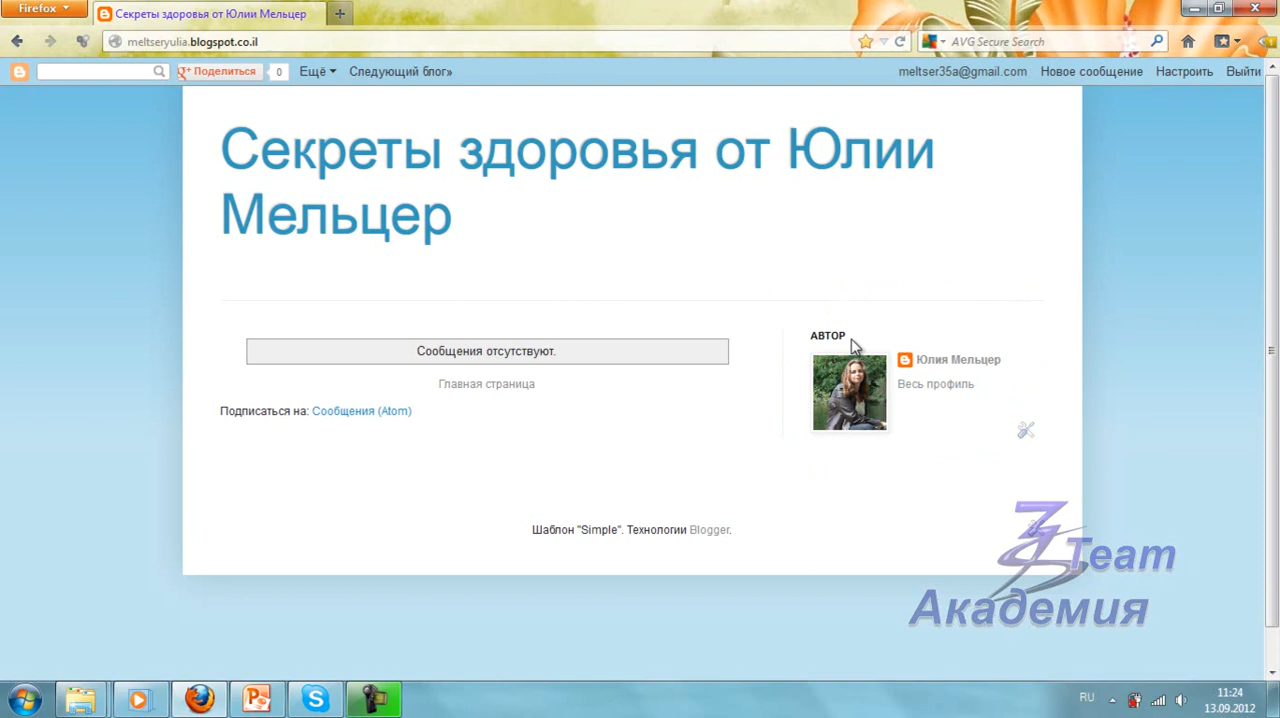 Firefox
Секреты здоровья от Юлии Мельцер
meltseryulia.blogspot.co.il
AVG Secure Search
Поделиться
0
Ещё
Следующий блог»
meltser35a@gmail.com
Новое сообщение
Настроить
Выйти
Секреты здоровья от Юлии
Мельцер
Сообщения отсутствуют.
Главная страница
Подписаться на: Сообщения (Atom)
АВТОР
Юлия Мельцер
Весь профиль
Шаблон "Simple". Технологии Blogger.
Team
Академия
RU
11:24
13.09.2012